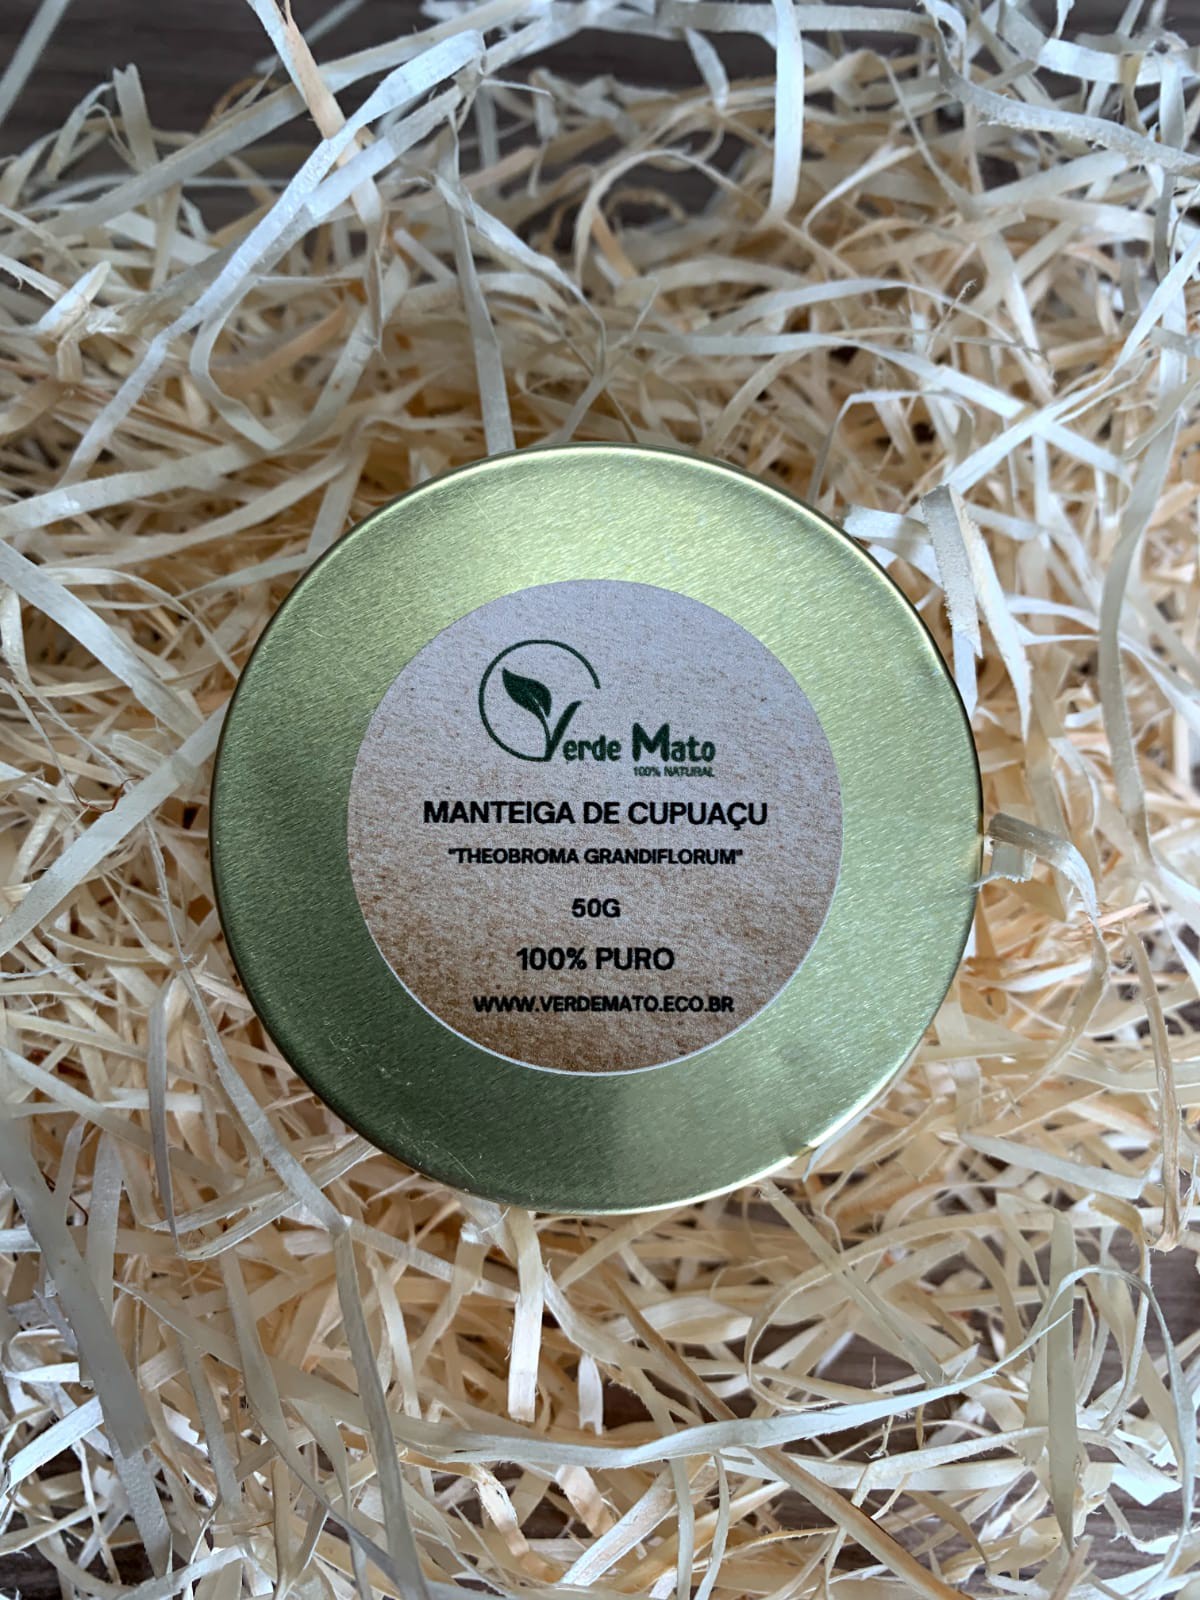 Verde Mato
100% NATURAL
MANTEIGA DE CUPUAÇU
"THEOBROMA GRANDIFLORUM"
50G
100% PURO
WWW.VERDEMATO.ECO.BR